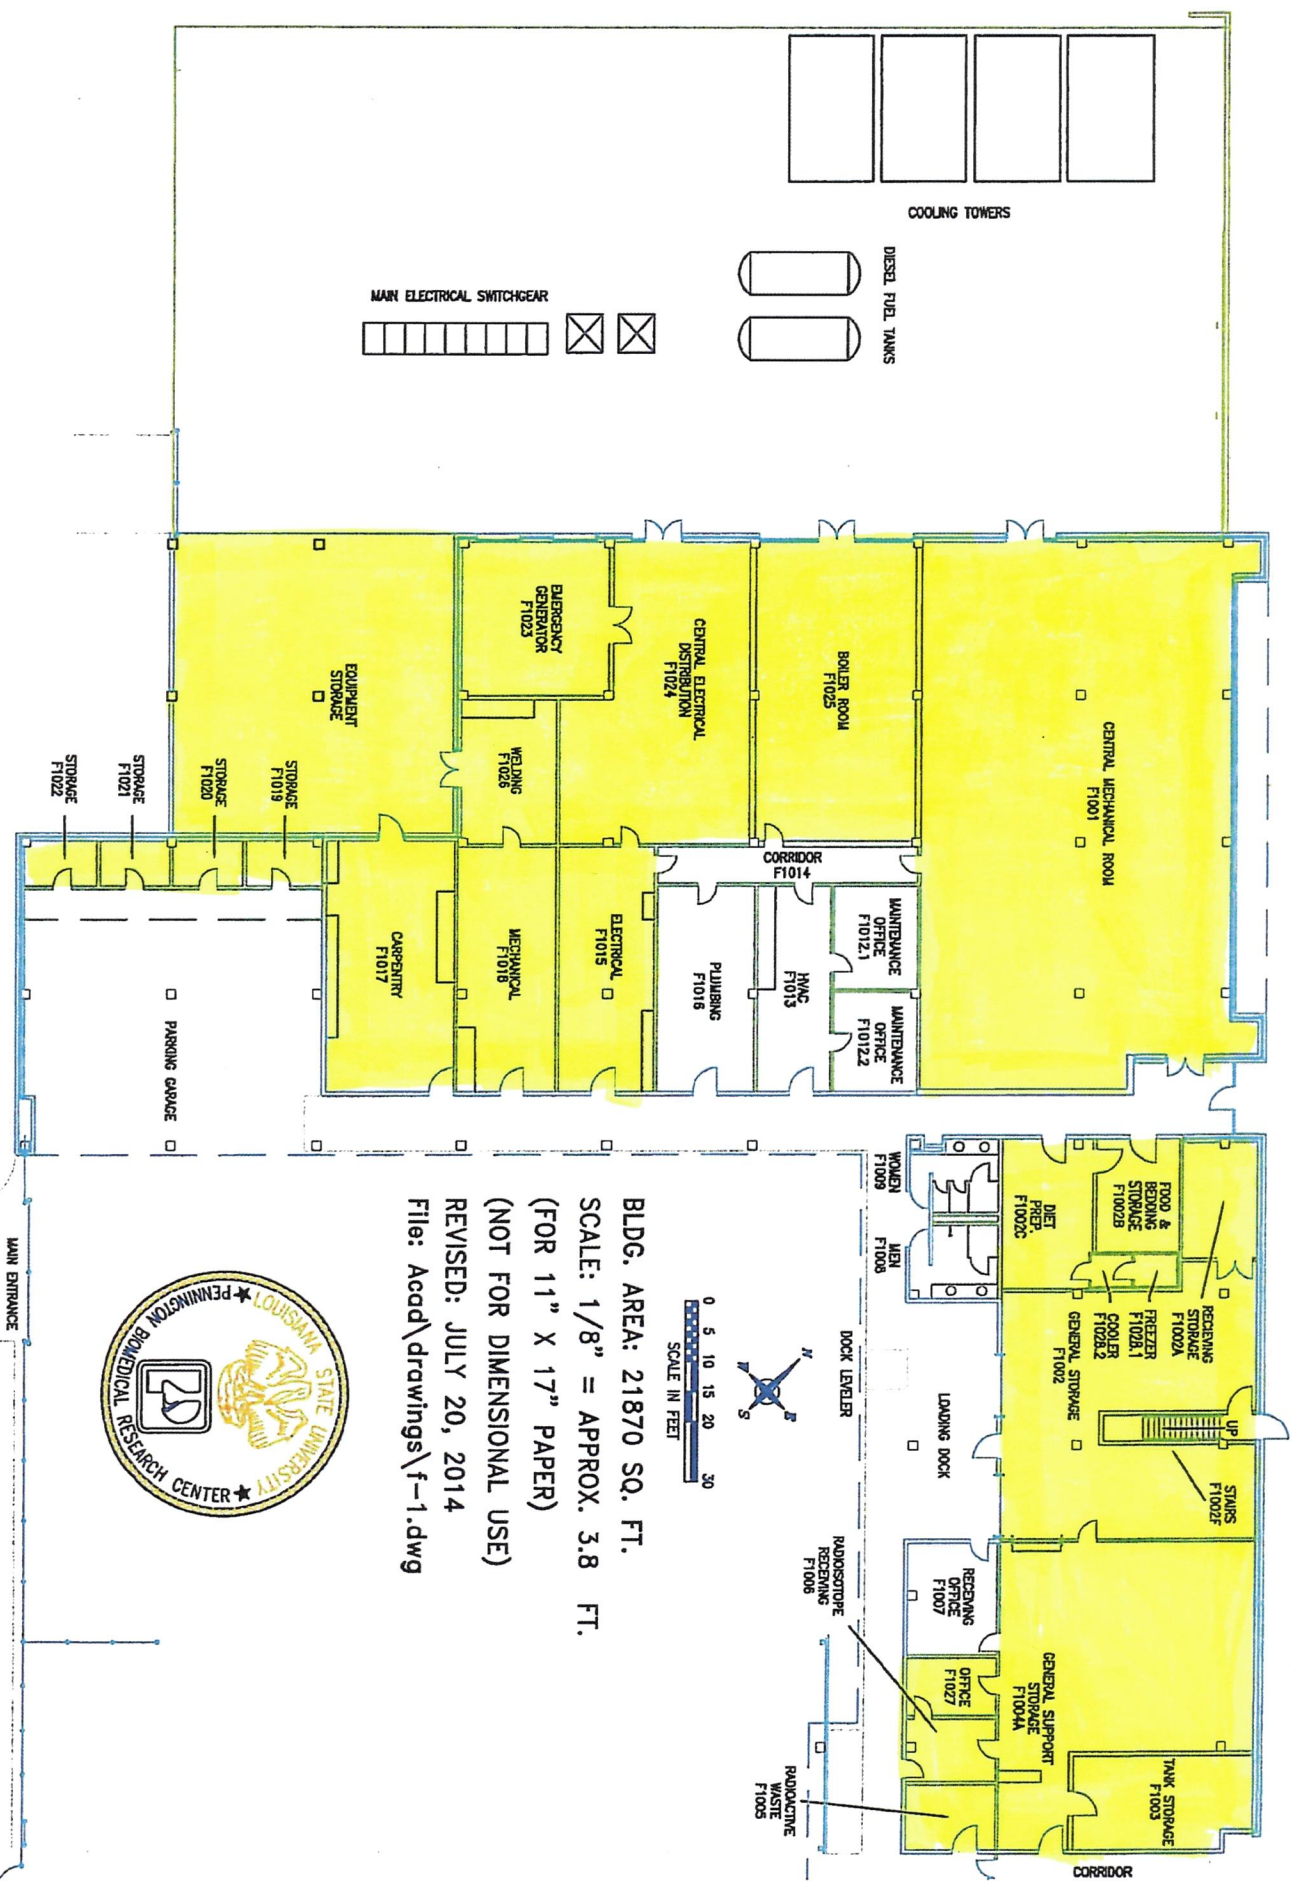 COOLING TOWERS
DIESEL FUEL TANKS
MAIN ELECTRICAL SWITCHGEAR
EMERGENCY
GENERATOR
F1023
CENTRAL ELECTRICAL
DISTRIBUTION
F1024
BOILER ROOM
F1025
CENTRAL MECHANICAL ROOM
F1001
EQUIPMENT
STORAGE
WELDING
F1026
STORAGE
F1019
STORAGE
F1020
STORAGE
F1021
STORAGE
F1022
CORRIDOR
F1014
MAINTENANCE
OFFICE
F1012.1
MAINTENANCE
OFFICE
F1012.2
HVAC
F1013
PLUMBING
F1016
ELECTRICAL
F1015
MECHANICAL
F1018
CARPENTRY
F1017
PARKING GARAGE
MAIN ENTRANCE
WOMEN
F1009
MEN
F1008
DIET
PREP.
F1002C
FOOD &
BEDDING
STORAGE
F1002B
RECIEVING
STORAGE
F1002A
FREEZER
F102B.1
COOLER
F102B.2
GENERAL STORAGE
F1002
UP
STAIRS
F1002F
LOADING DOCK
DOCK LEVELER
RECEIVING
OFFICE
F1007
OFFICE
F1027
RADIOISOTOPE
RECEIVING
F1006
RADIOACTIVE
WASTE
F1005
GENERAL SUPPORT
STORAGE
F1004A
TANK STORAGE
F1003
CORRIDOR
N
E
S
W
0 5 10 15 20 30
SCALE IN FEET
BLDG. AREA: 21870 SQ. FT.
SCALE: 1/8" = APPROX. 3.8 FT.
(FOR 11" X 17" PAPER)
(NOT FOR DIMENSIONAL USE)
REVISED: JULY 20, 2014
File: Acad\drawings\f-1.dwg
LOUISIANA STATE UNIVERSITY
PENNINGTON BIOMEDICAL RESEARCH CENTER